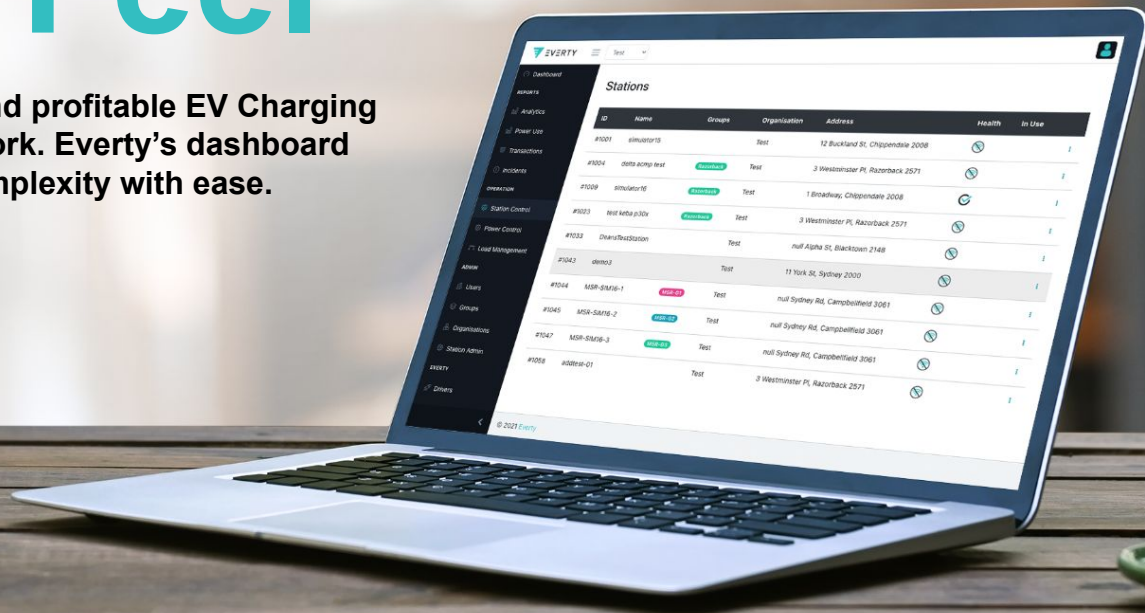 Feel
nd profitable EV Charging
ork. Everty's dashboard
mplexity with ease.
EVERTY
Test
Dashboard
REPORTS
Analytics
Power Use
Transactions
Incidents
OPERATION
Station Control
Power Control
Load Management
ADMIN
Users
Groups
Organisations
Station Admin
EVERTY
Drivers
Stations
ID Name Groups Organisation Address Health In Use
#1001 simulator15 Test 12 Buckland St, Chippendale 2008
#1004 delta acmp test Razorback Test 3 Westminster Pl, Razorback 2571
#1009 simulator16 Razorback Test 1 Broadway, Chippendale 2008
#1023 test keba p30x Razorback Test 3 Westminster Pl, Razorback 2571
#1033 DeansTestStation Test null Alpha St, Blacktown 2148
#1043 demo3 Test 11 York St, Sydney 2000
#1044 MSR-SIM16-1 MSR-01 Test null Sydney Rd, Campbellfield 3061
#1045 MSR-SIM16-2 MSR-02 Test null Sydney Rd, Campbellfield 3061
#1047 MSR-SIM16-3 MSR-03 Test null Sydney Rd, Campbellfield 3061
#1058 addtest-01 Test 3 Westminster Pl, Razorback 2571
© 2021 Everty